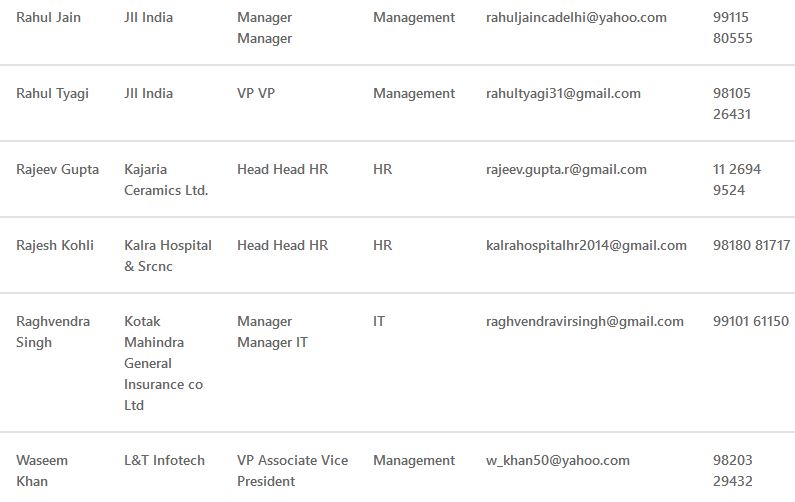 Rahul Jain JII India Manager Management rahuljaincadelhi@yahoo.com 99115
Manager 80555
Rahul Tyagi JII India VP VP Management rahultyagi31@gmail.com 98105
26431
Rajeev Gupta Kajaria Head Head HR HR rajeev.gupta.r@gmail.com 11 2694
Ceramics Ltd. 9524
Rajesh Kohli Kalra Hospital Head Head HR HR kalrahospitalhr2014@gmail.com 98180 81717
& Srcnc
Raghvendra Kotak Manager IT raghvendravirsingh@gmail.com 99101 61150
Singh Mahindra Manager IT
General
Insurance co
Ltd
Waseem L&T Infotech VP Associate Vice Management w_khan50@yahoo.com 98203
Khan President 29432